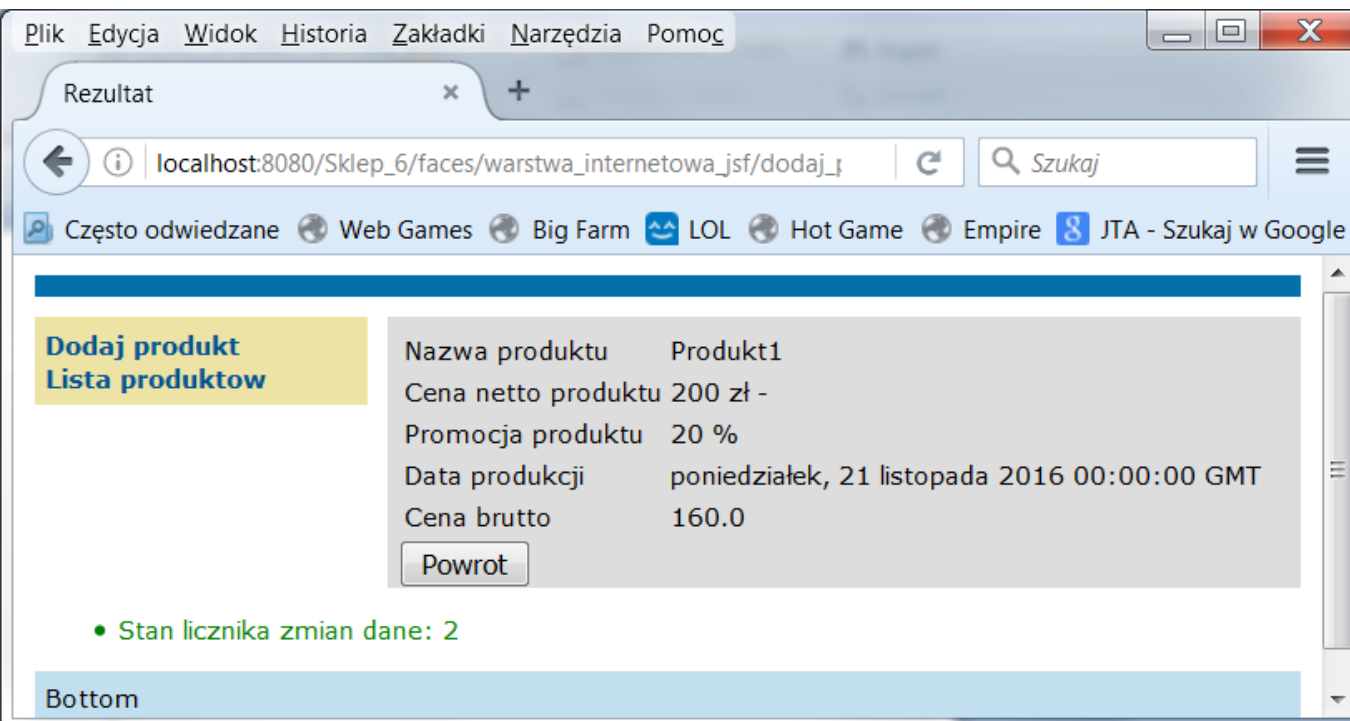 Plik Edycja Widok Historia Zakładki Narzędzia Pomoc
Rezultat
localhost:8080/Sklep_6/faces/warstwa_internetowa_jsf/dodaj_p
Szukaj
Często odwiedzane Web Games Big Farm LOL Hot Game Empire JTA - Szukaj w Google
Dodaj produkt
Lista produktow
Nazwa produktu Produkt1
Cena netto produktu 200 zł -
Promocja produktu 20 %
Data produkcji poniedziałek, 21 listopada 2016 00:00:00 GMT
Cena brutto 160.0
Powrot
Stan licznika zmian dane: 2
Bottom